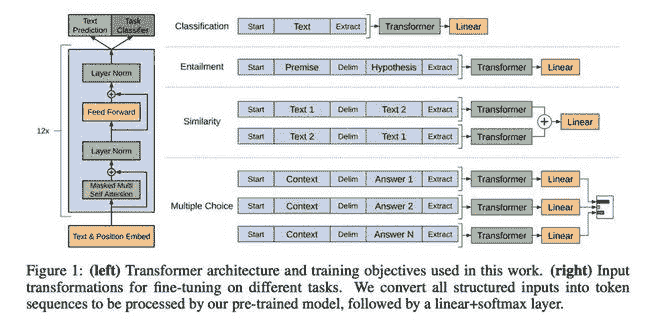 Text Prediction
Task Classifier
Layer Norm
Feed Forward
12x
Layer Norm
Masked Multi Self Attention
Text & Position Embed
Classification
Start Text Extract Transformer Linear
Entailment
Start Premise Delim Hypothesis Extract Transformer Linear
Similarity
Start Text 1 Delim Text 2 Extract Transformer
Linear
Start Text 2 Delim Text 1 Extract Transformer
Multiple Choice
Start Context Delim Answer 1 Extract Transformer Linear
Start Context Delim Answer 2 Extract Transformer Linear
Start Context Delim Answer N Extract Transformer Linear
Figure 1: (left) Transformer architecture and training objectives used in this work. (right) Input
transformations for fine-tuning on different tasks. We convert all structured inputs into token
sequences to be processed by our pre-trained model, followed by a linear+softmax layer.